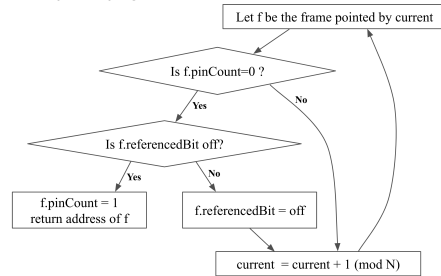 Let f be the frame pointed by current
Is f.pinCount=0 ?
Yes
No
Is f.referencedBit off?
Yes
No
f.pinCount = 1
return address of f
f.referencedBit = off
current = current + 1 (mod N)